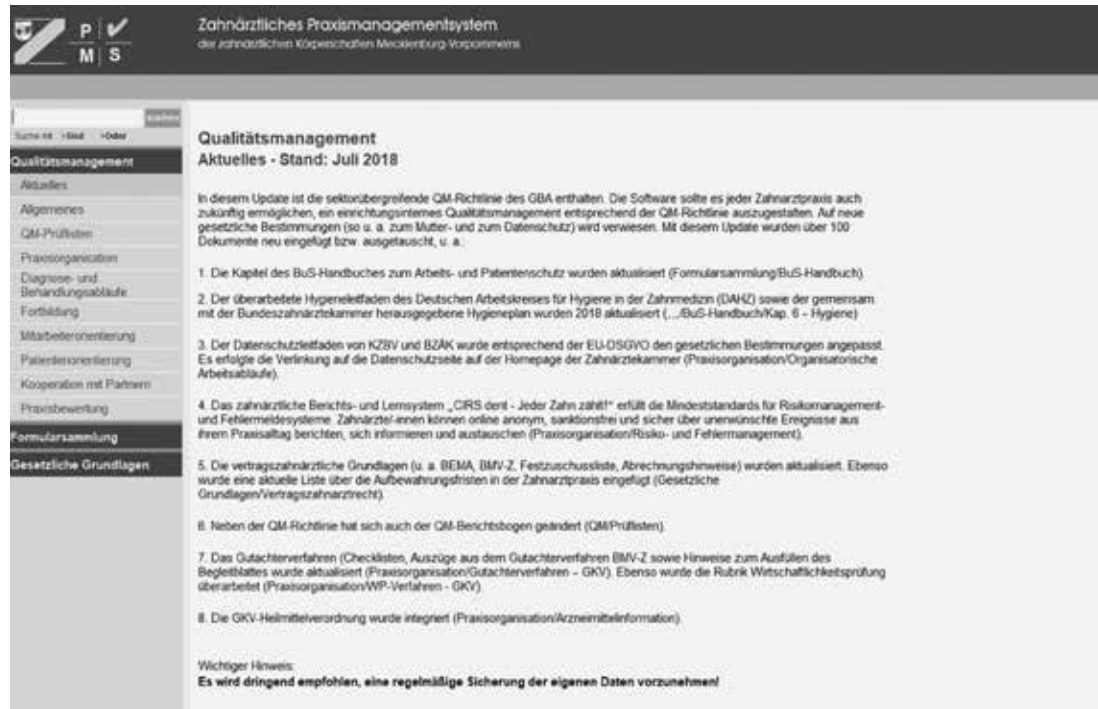 P
M S
Zahnärztliches Praxismanagementsystem
der zahnärztlichen Körperschaften Mecklenburg-Vorpommerns
suchen
Suche mit >Und >Oder
Qualitätsmanagement
Aktuelles
Allgemeines
QM-Prüflisten
Praxisorganisation
Diagnose- und
Behandlungsabläufe
Fortbildung
Mitarbeiterorientierung
Patientenorientierung
Kooperation mit Partnern
Praxisbewertung
Formularsammlung
Gesetzliche Grundlagen
Qualitätsmanagement
Aktuelles - Stand: Juli 2018
In diesem Update ist die sektorübergreifende QM-Richtlinie des GBA enthalten. Die Software sollte es jeder Zahnarztpraxis auch
zukünftig ermöglichen, ein einrichtungsinternes Qualitätsmanagement entsprechend der QM-Richtlinie auszugestalten. Auf neue
gesetzliche Bestimmungen (so u. a. zum Mutter- und zum Datenschutz) wird verwiesen. Mit diesem Update wurden über 100
Dokumente neu eingefügt bzw. ausgetauscht, u. a.:
1. Die Kapitel des BuS-Handbuches zum Arbeits- und Patientenschutz wurden aktualisiert (Formularsammlung/BuS-Handbuch).
2. Der überarbeitete Hygieneleitfaden des Deutschen Arbeitskreises für Hygiene in der Zahnmedizin (DAHZ) sowie der gemeinsam
mit der Bundeszahnärztekammer herausgegebene Hygieneplan wurden 2018 aktualisiert (.../BuS-Handbuch/Kap. 6 – Hygiene)
3. Der Datenschutzleitfaden von KZBV und BZÄK wurde entsprechend der EU-DSGVO den gesetzlichen Bestimmungen angepasst.
Es erfolgte die Verlinkung auf die Datenschutzseite auf der Homepage der Zahnärztekammer (Praxisorganisation/Organisatorische
Arbeitsabläufe).
4. Das zahnärztliche Berichts- und Lernsystem „CIRS dent - Jeder Zahn zählt!“ erfüllt die Mindeststandards für Risikomanagement-
und Fehlermeldesysteme. Zahnärzte/-innen können online anonym, sanktionsfrei und sicher über unerwünschte Ereignisse aus
ihrem Praxisalltag berichten, sich informieren und austauschen (Praxisorganisation/Risiko- und Fehlermanagement).
5. Die vertragszahnärztliche Grundlagen (u. a. BEMA, BMV-Z, Festzuschussliste, Abrechnungshinweise) wurden aktualisiert. Ebenso
wurde eine aktuelle Liste über die Aufbewahrungsfristen in der Zahnarztpraxis eingefügt (Gesetzliche
Grundlagen/Vertragszahnarztrecht).
6. Neben der QM-Richtlinie hat sich auch der QM-Berichtsbogen geändert (QM/Prüflisten).
7. Das Gutachterverfahren (Checklisten, Auszüge aus dem Gutachterverfahren BMV-Z sowie Hinweise zum Ausfüllen des
Begleitblattes wurde aktualisiert (Praxisorganisation/Gutachterverfahren – GKV). Ebenso wurde die Rubrik Wirtschaftlichkeitsprüfung
überarbeitet (Praxisorganisation/WP-Verfahren - GKV).
8. Die GKV-Heilmittelverordnung wurde integriert (Praxisorganisation/Arzneimittelinformation).
Wichtiger Hinweis:
Es wird dringend empfohlen, eine regelmäßige Sicherung der eigenen Daten vorzunehmen!